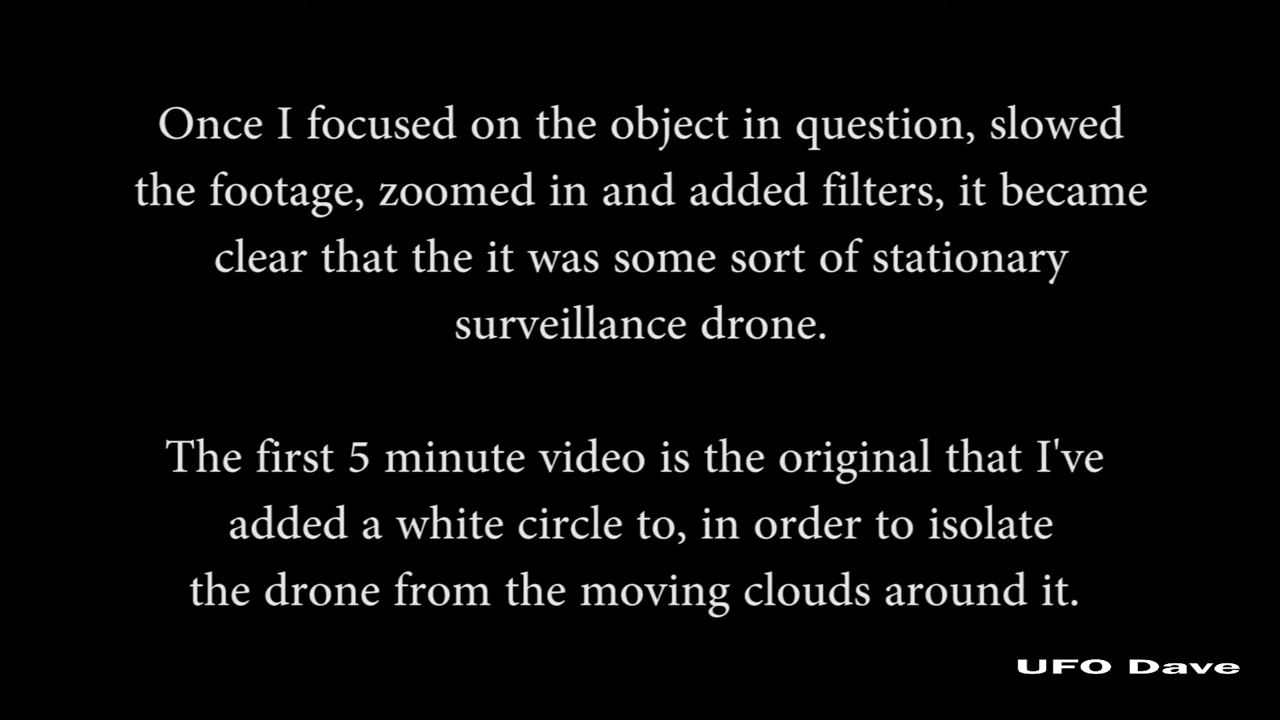 Once I focused on the object in question, slowed
the footage, zoomed in and added filters, it became
clear that the it was some sort of stationary
surveillance drone.
The first 5 minute video is the original that I've
added a white circle to, in order to isolate
the drone from the moving clouds around it.
UFO Dave